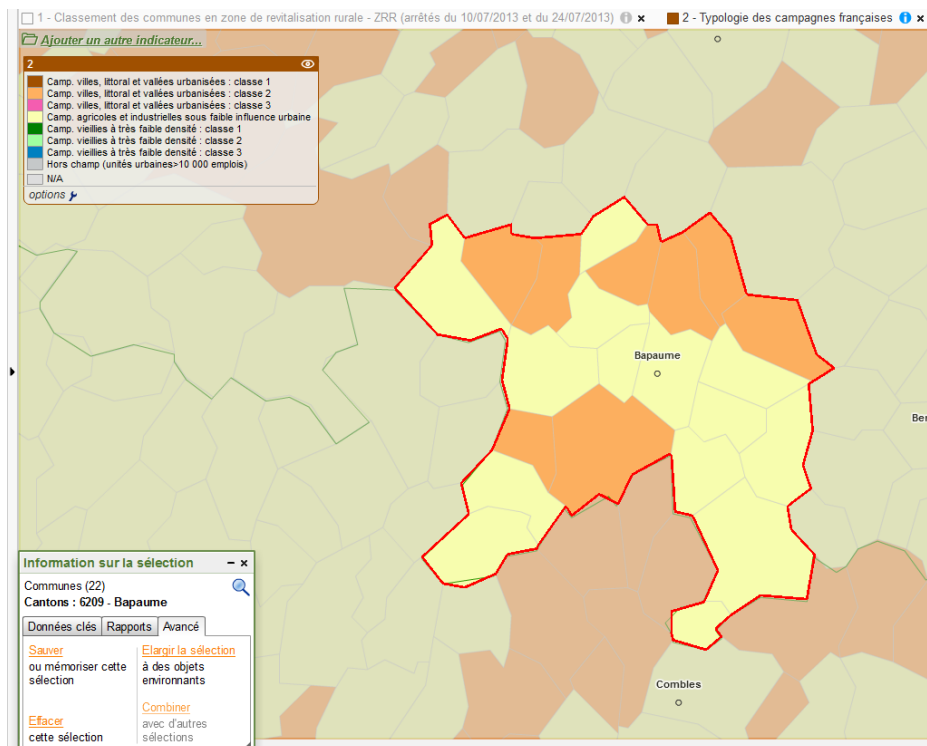 1 - Classement des communes en zone de revitalisation rurale - ZRR (arrêtés du 10/07/2013 et du 24/07/2013) i × 2 - Typologie des campagnes françaises i ×
Ajouter un autre indicateur...
2
Camp. villes, littoral et vallées urbanisées : classe 1
Camp. villes, littoral et vallées urbanisées : classe 2
Camp. villes, littoral et vallées urbanisées : classe 3
Camp. agricoles et industrielles sous faible influence urbaine
Camp. vieillies à très faible densité : classe 1
Camp. vieillies à très faible densité : classe 2
Camp. vieillies à très faible densité : classe 3
Hors champ (unités urbaines>10 000 emplois)
N/A
options
Bapaume
Ber
Combles
Information sur la sélection − ×
Communes (22)
Cantons : 6209 - Bapaume
Données clés Rapports Avancé
Sauver
ou mémoriser cette
sélection
Elargir la sélection
à des objets
environnants
Effacer
cette sélection
Combiner
avec d'autres
sélections